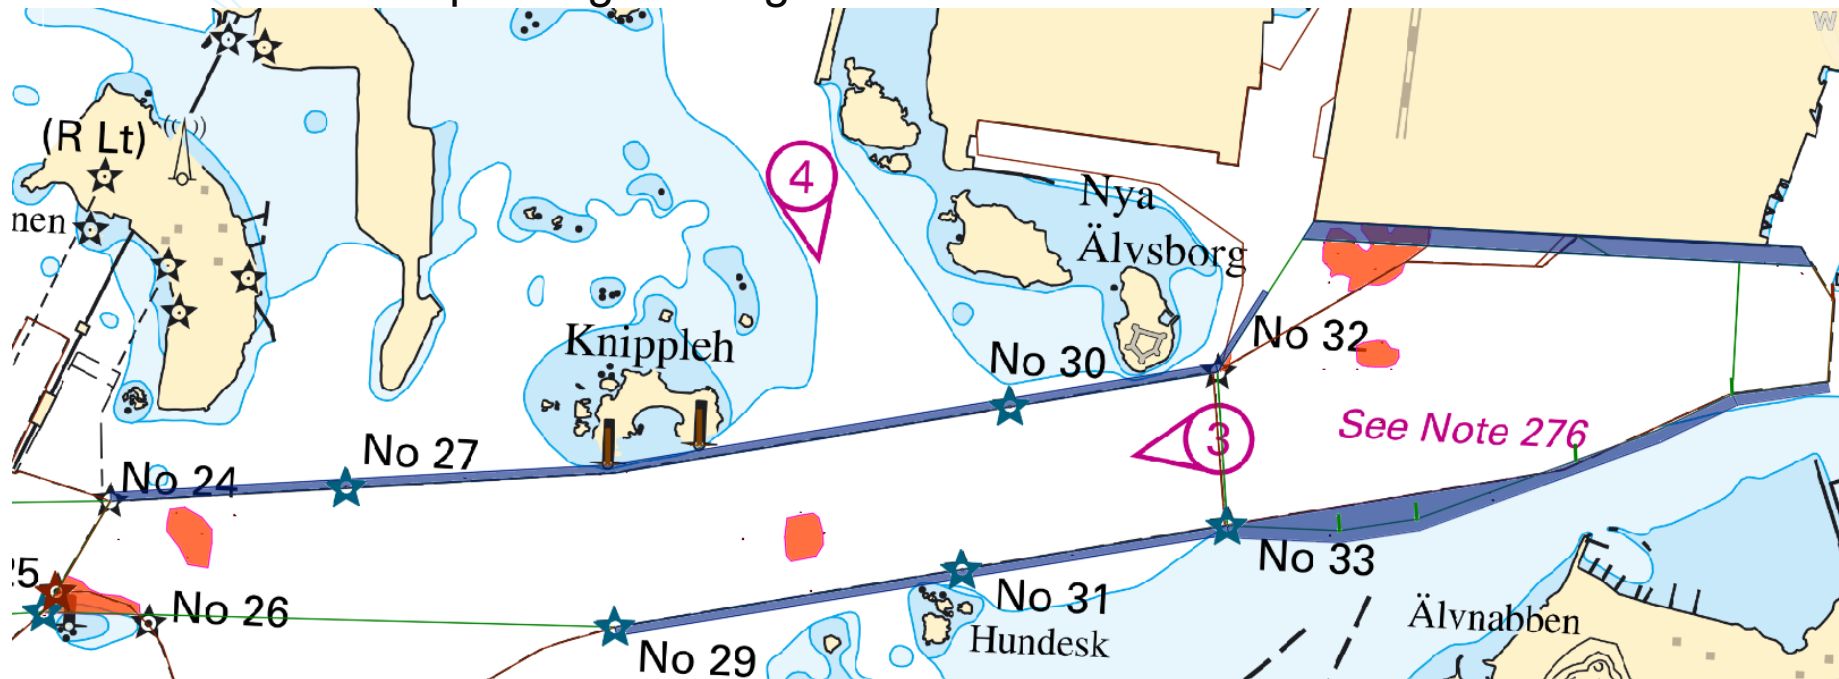 W
(R Lt)
4
Nya
Älvsborg
nen
Knippleh
No 30
No 32
3
See Note 276
No 27
No 24
No 33
25
No 26
No 31
Älvnabben
Hundesk
No 29